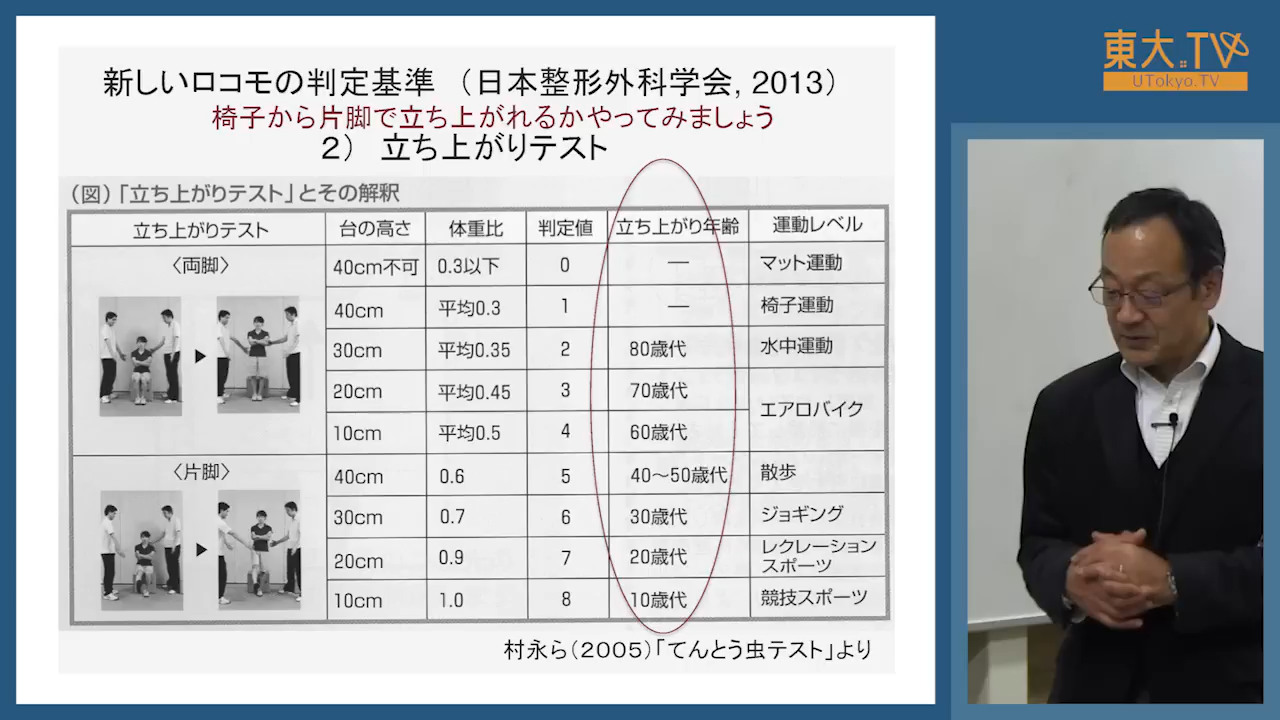 新しいロコモの判定基準 （日本整形外科学会, 2013）
椅子から片脚で立ち上がれるかやってみましょう
２） 立ち上がりテスト
（図）「立ち上がりテスト」とその解釈
立ち上がりテスト 台の高さ 体重比 判定値 立ち上がり年齢 運動レベル
〈両脚〉 40cm不可 0.3以下 0 — マット運動
40cm 平均0.3 1 — 椅子運動
30cm 平均0.35 2 80歳代 水中運動
20cm 平均0.45 3 70歳代 エアロバイク
10cm 平均0.5 4 60歳代
〈片脚〉 40cm 0.6 5 40〜50歳代 散歩
30cm 0.7 6 30歳代 ジョギング
20cm 0.9 7 20歳代 レクレーション
スポーツ
10cm 1.0 8 10歳代 競技スポーツ
村永ら（２００５）「てんとう虫テスト」より
東大.TV
UTokyo.TV